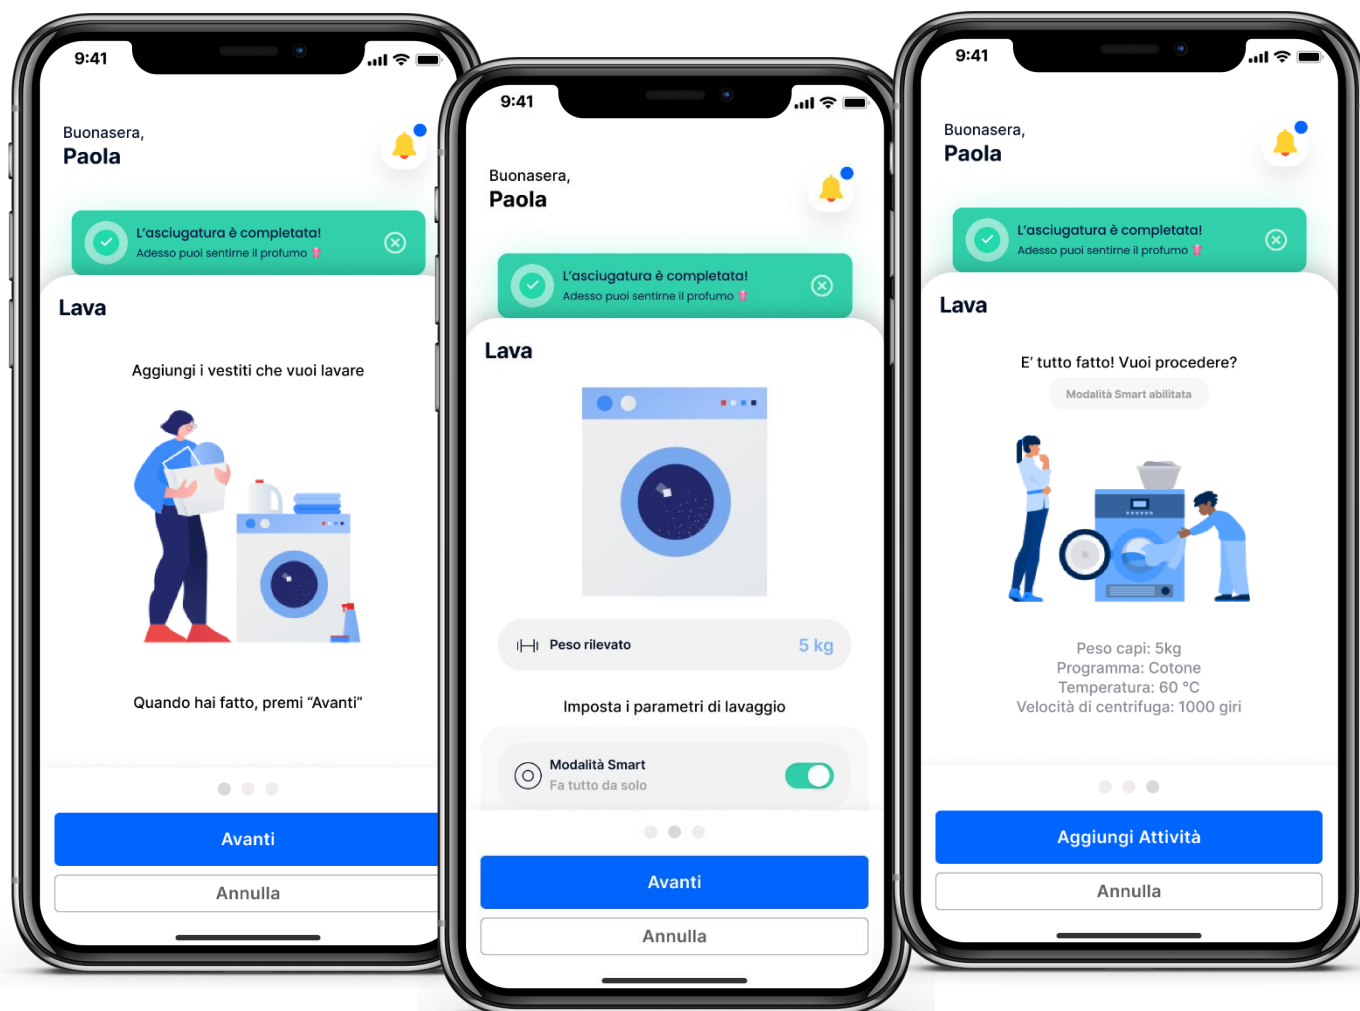 9:41
Buonasera,
Paola
L'asciugatura è completata!
Adesso puoi sentirne il profumo
Lava
Aggiungi i vestiti che vuoi lavare
Quando hai fatto, premi “Avanti”
Avanti
Annulla
9:41
Buonasera,
Paola
L'asciugatura è completata!
Adesso puoi sentirne il profumo
Lava
Peso rilevato
5 kg
Imposta i parametri di lavaggio
Modalità Smart
Fa tutto da solo
Avanti
Annulla
9:41
Buonasera,
Paola
L'asciugatura è completata!
Adesso puoi sentirne il profumo
Lava
E' tutto fatto! Vuoi procedere?
Modalità Smart abilitata
Peso capi: 5kg
Programma: Cotone
Temperatura: 60 °C
Velocità di centrifuga: 1000 giri
Aggiungi Attività
Annulla